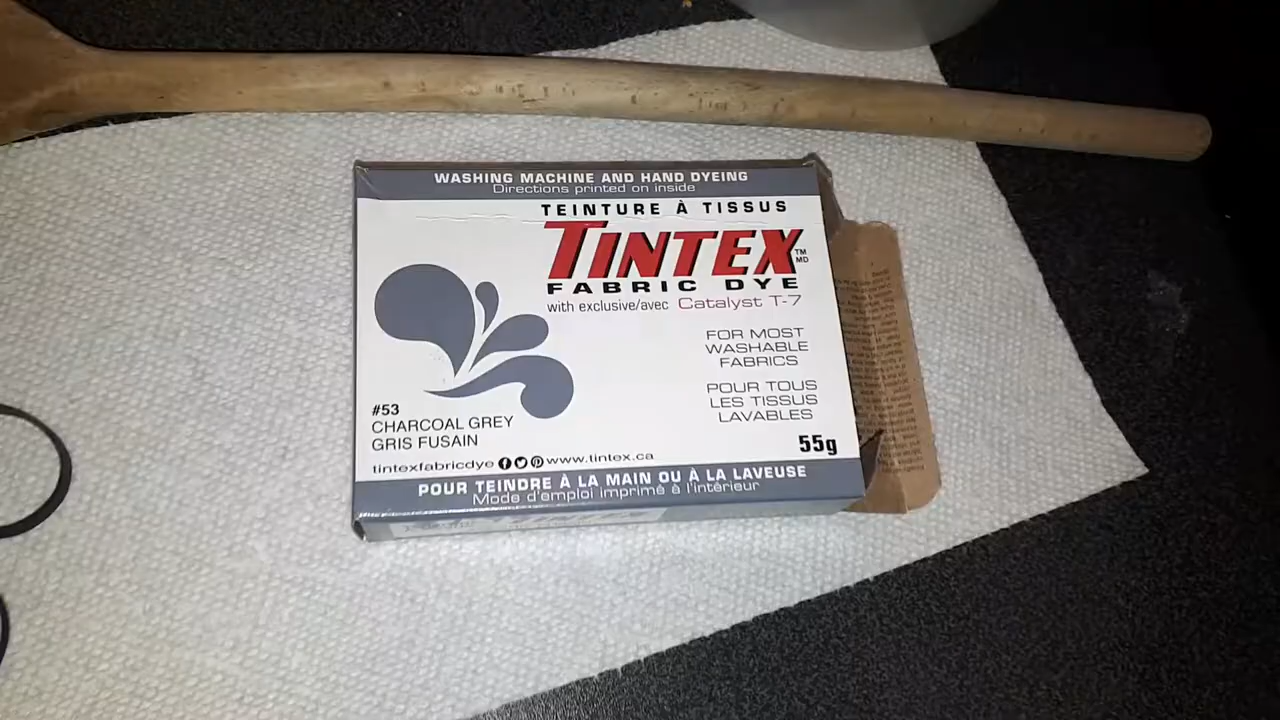 WASHING MACHINE AND HAND DYEING
Directions printed on inside
TEINTURE À TISSUS
TINTEX TM MD
FABRIC DYE
with exclusive/avec Catalyst T-7
FOR MOST
WASHABLE
FABRICS
POUR TOUS
LES TISSUS
LAVABLES
#53
CHARCOAL GREY
GRIS FUSAIN
55g
tintexfabricdye www.tintex.ca
POUR TEINDRE À LA MAIN OU À LA LAVEUSE
Mode d'emploi imprimé à l'intérieur